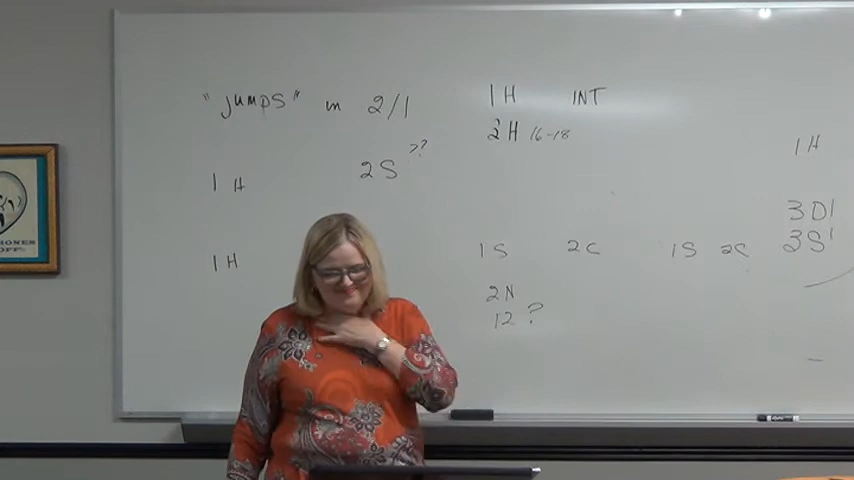 "Jumps" in 2/1
1H 2S ??
1H
1H 1NT
2H 16-18
1S 2C
2N
12 ?
1S 2C
1H
3D!
3S!